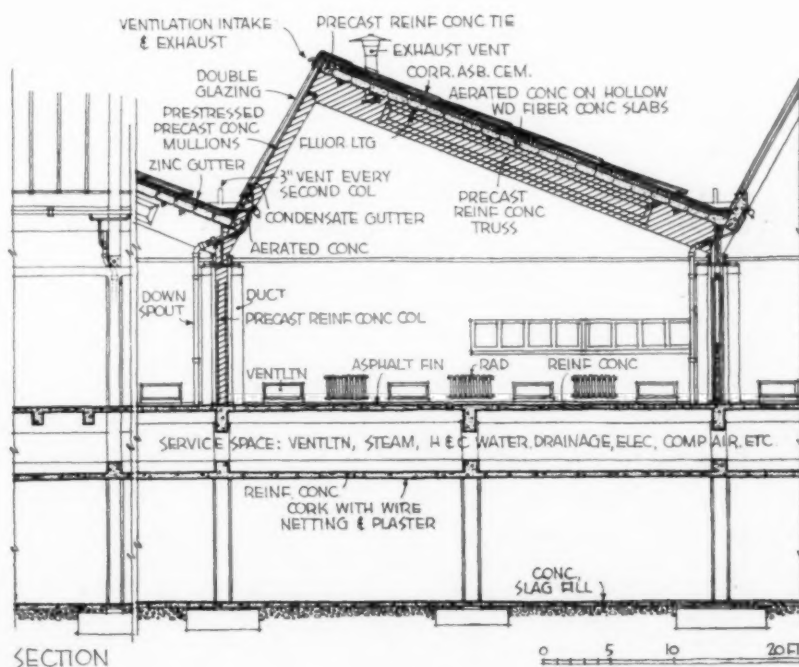 VENTILATION INTAKE
& EXHAUST
PRECAST REINF CONC TIE
EXHAUST VENT
CORR. ASB. CEM.
DOUBLE
GLAZING
AERATED CONC ON HOLLOW
WD FIBER CONC SLABS
PRESTRESSED
PRECAST CONC
MULLIONS
FLUOR. LTG
ZINC GUTTER
3" VENT EVERY
SECOND COL
PRECAST
REINF CONC
TRUSS
CONDENSATE GUTTER
AERATED CONC
DOWN
SPOUT
DUCT
PRECAST REINF CONC COL
VENTLTN
ASPHALT FIN
RAD
REINF CONC
SERVICE SPACE: VENTLTN, STEAM, H & C WATER, DRAINAGE, ELEC, COMP AIR, ETC.
REINF. CONC
CORK WITH WIRE
NETTING & PLASTER
CONC.
SLAG FILL
SECTION
0 5 10 20 FT